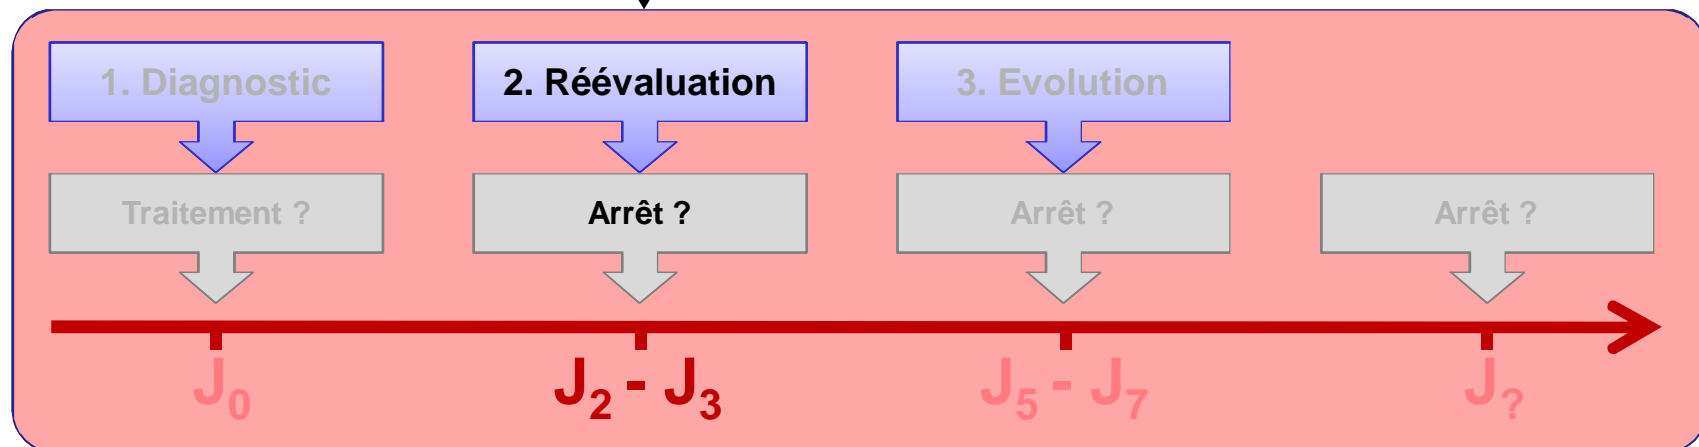 1. Diagnostic
2. Réévaluation
3. Evolution
Traitement ?
Arrêt ?
Arrêt ?
Arrêt ?
J0
J2 - J3
J5 - J7
J?